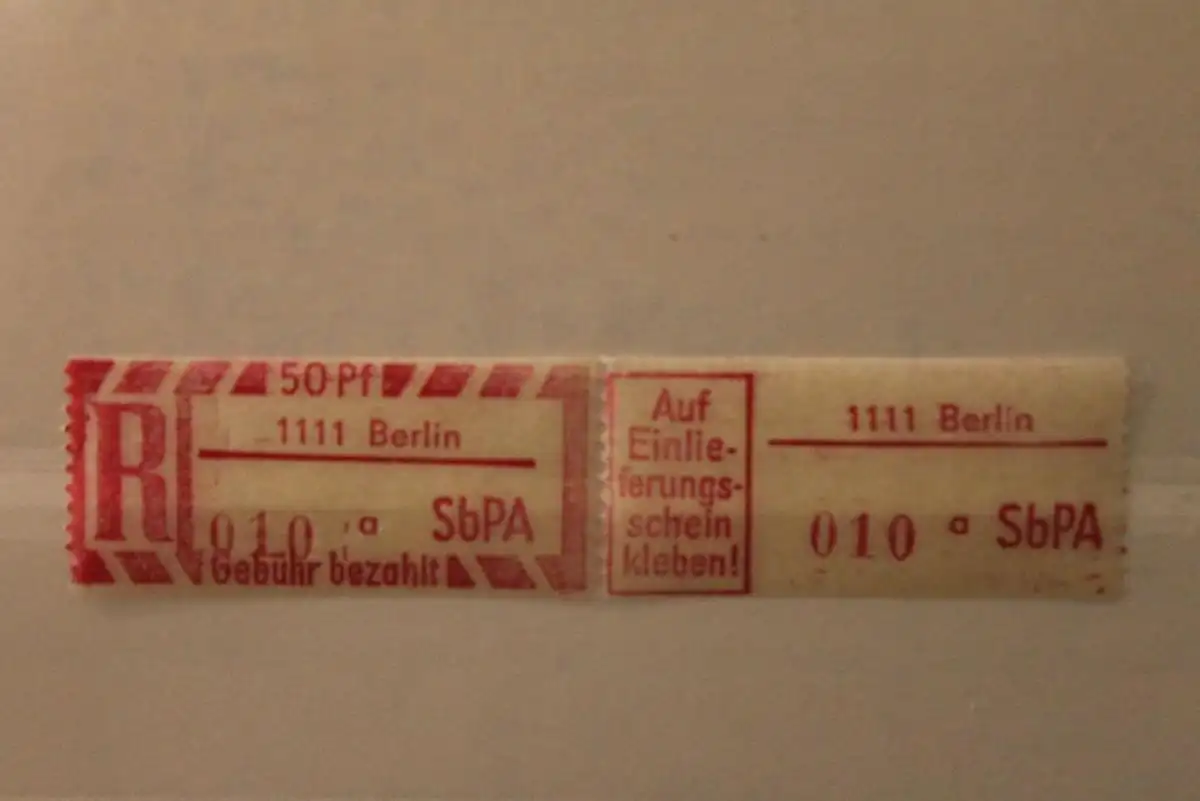 50 Pf
R
1111 Berlin
010 a SbPA
Gebühr bezahlt
Auf
Einlie-
ferungs-
schein
kleben!
1111 Berlin
010 a SbPA